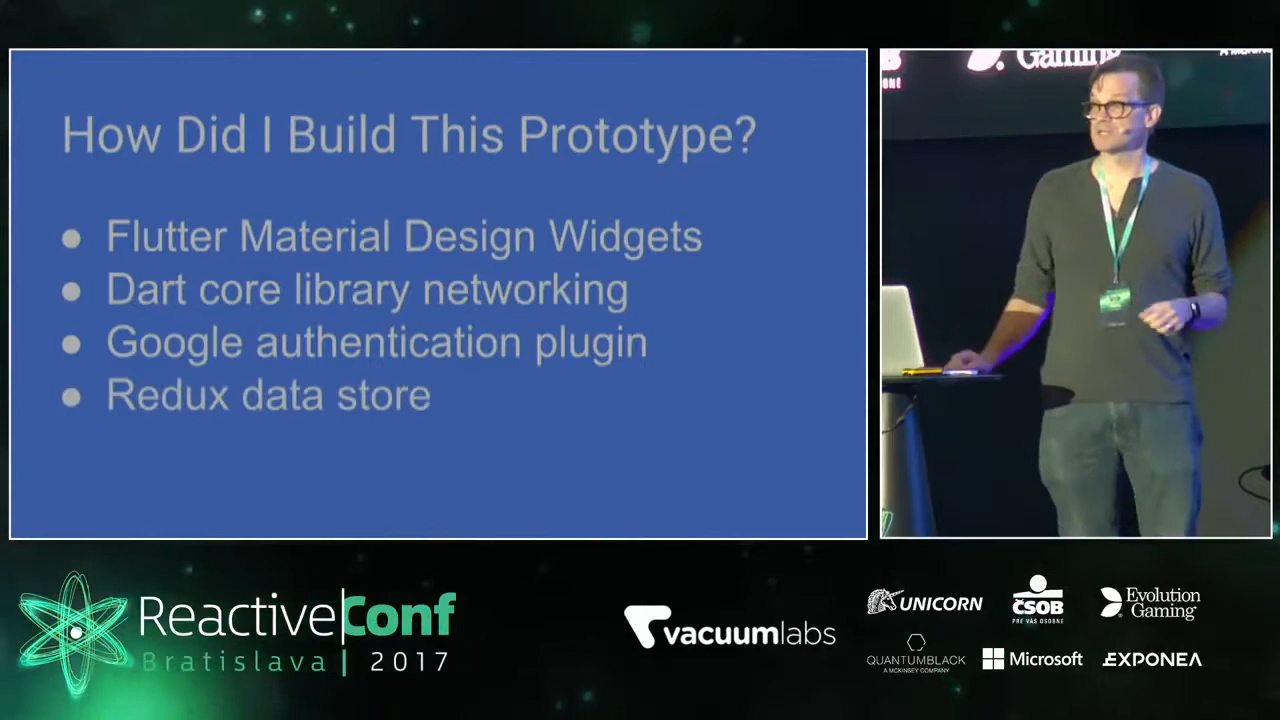 How Did I Build This Prototype?
● Flutter Material Design Widgets
● Dart core library networking
● Google authentication plugin
● Redux data store
Gaming
ReactiveConf
Bratislava | 2017
vacuumlabs
UNICORN
ČSOB
PRE VÁS OSOBNE
Evolution
Gaming
QUANTUMBLACK
A MCKINSEY COMPANY
Microsoft
EXPONEA